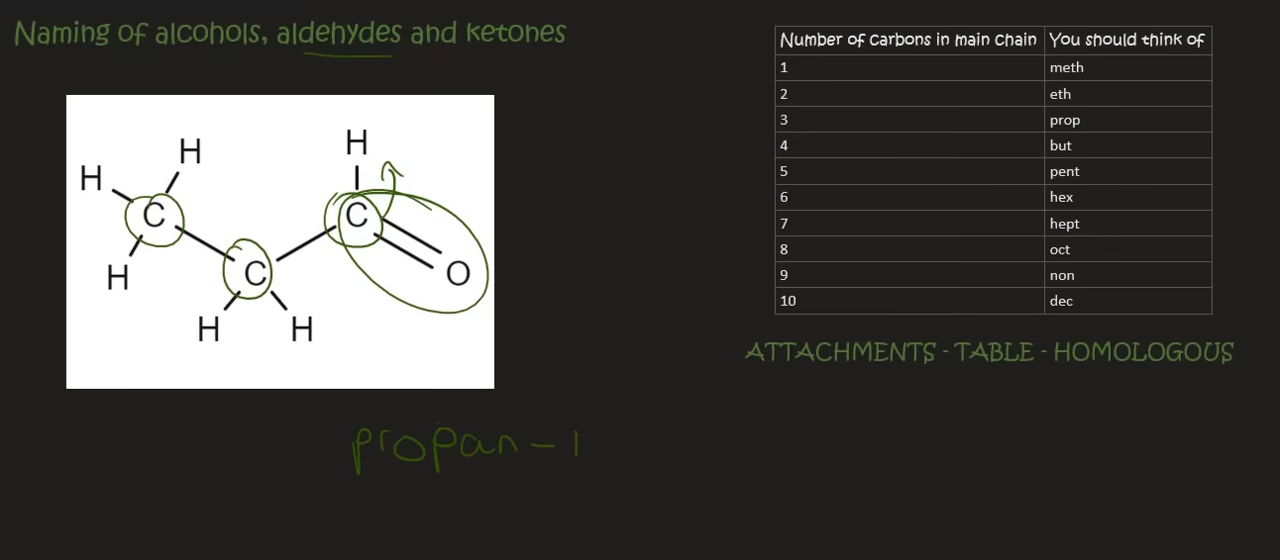 Naming of alcohols, aldehydes and ketones
Number of carbons in main chain You should think of
1 meth
2 eth
3 prop
4 but
5 pent
6 hex
7 hept
8 oct
9 non
10 dec
ATTACHMENTS - TABLE - HOMOLOGOUS
H H
H
C C
H
C O
H H
propan-1